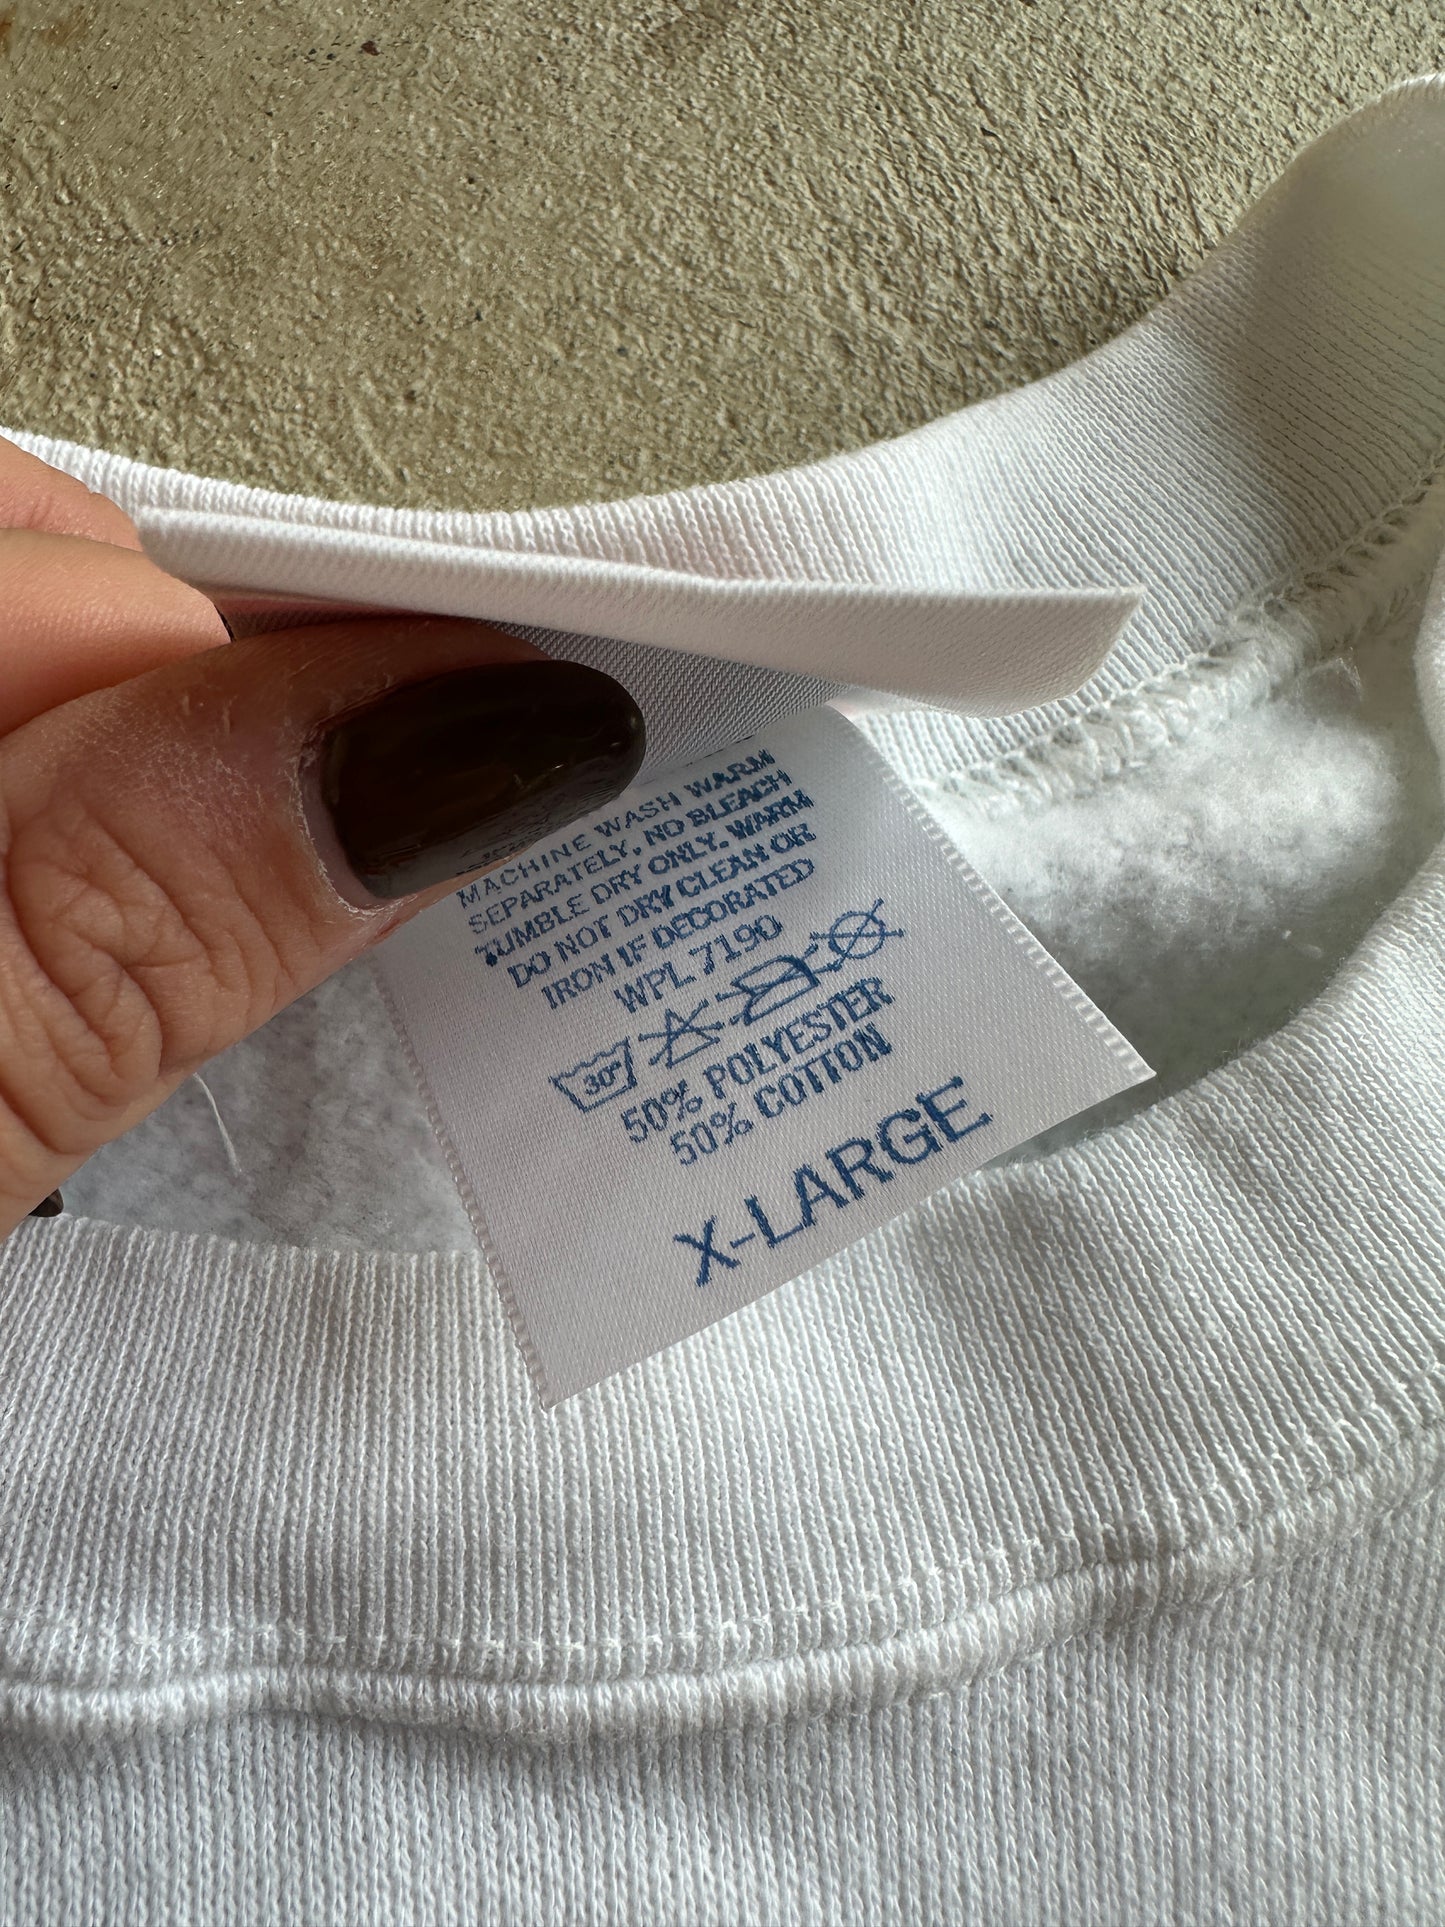 MACHINE WASH WARM
SEPARATELY, NO BLEACH
TUMBLE DRY ONLY. WARM
DO NOT DRY CLEAN OR
IRON IF DECORATED
WPL 7190
30°
50% POLYESTER
50% COTTON
X-LARGE